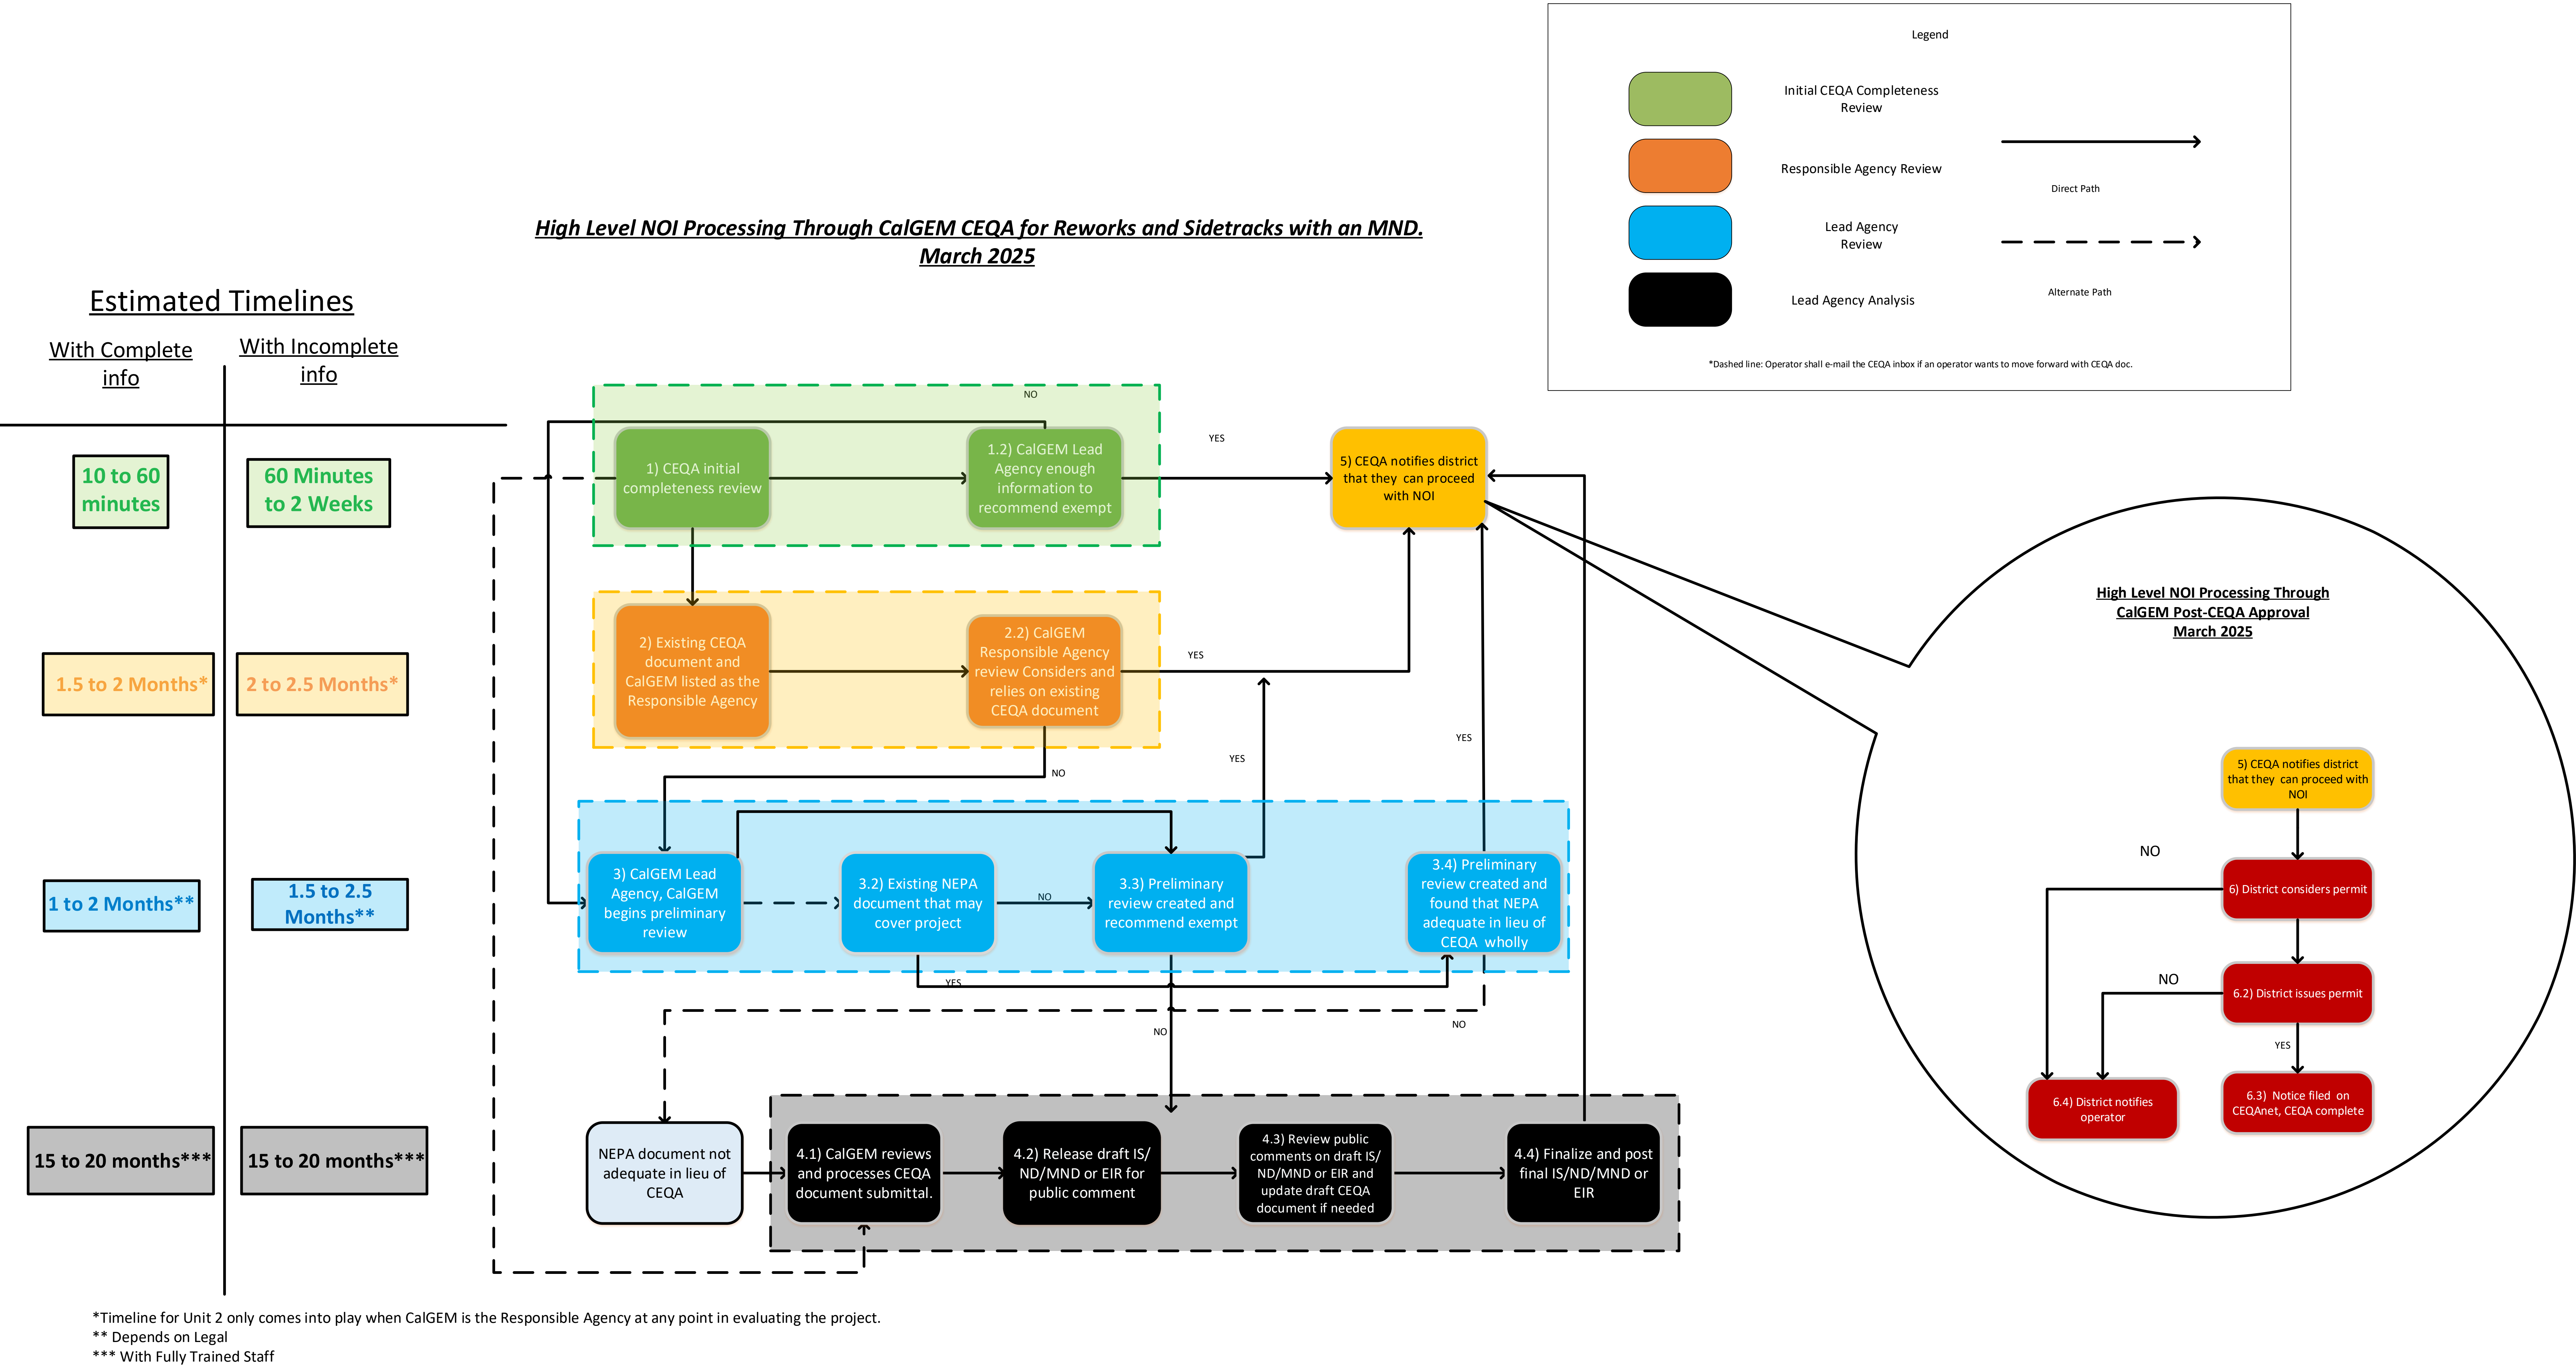 Legend
Initial CEQA Completeness
Review
Responsible Agency Review
Direct Path
Lead Agency
Review
Lead Agency Analysis
Alternate Path
*Dashed line: Operator shall e-mail the CEQA inbox if an operator wants to move forward with CEQA doc.
High Level NOI Processing Through CalGEM CEQA for Reworks and Sidetracks with an MND.
March 2025
Estimated Timelines
With Complete
info
With Incomplete
info
10 to 60
minutes
60 Minutes
to 2 Weeks
1.5 to 2 Months*
2 to 2.5 Months*
1 to 2 Months**
1.5 to 2.5
Months**
15 to 20 months***
15 to 20 months***
NO
1) CEQA initial
completeness review
1.2) CalGEM Lead
Agency enough
information to
recommend exempt
YES
5) CEQA notifies district
that they  can proceed
with NOI
2) Existing CEQA
document and
CalGEM listed as the
Responsible Agency
2.2) CalGEM
Responsible Agency
review Considers and
relies on existing
CEQA document
YES
NO
YES
YES
3) CalGEM Lead
Agency, CalGEM
begins preliminary
review
3.2) Existing NEPA
document that may
cover project
NO
3.3) Preliminary
review created and
recommend exempt
3.4) Preliminary
review created and
found that NEPA
adequate in lieu of
CEQA  wholly
YES
NO
NO
NEPA document not
adequate in lieu of
CEQA
4.1) CalGEM reviews
and processes CEQA
document submittal.
4.2) Release draft IS/
ND/MND or EIR for
public comment
4.3) Review public
comments on draft IS/
ND/MND or EIR and
update draft CEQA
document if needed
4.4) Finalize and post
final IS/ND/MND or
EIR
High Level NOI Processing Through
CalGEM Post-CEQA Approval
March 2025
5) CEQA notifies district
that they  can proceed with
NOI
NO
6) District considers permit
NO
6.2) District issues permit
YES
6.4) District notifies
operator
6.3)  Notice filed  on
CEQAnet, CEQA complete
*Timeline for Unit 2 only comes into play when CalGEM is the Responsible Agency at any point in evaluating the project.
** Depends on Legal
*** With Fully Trained Staff